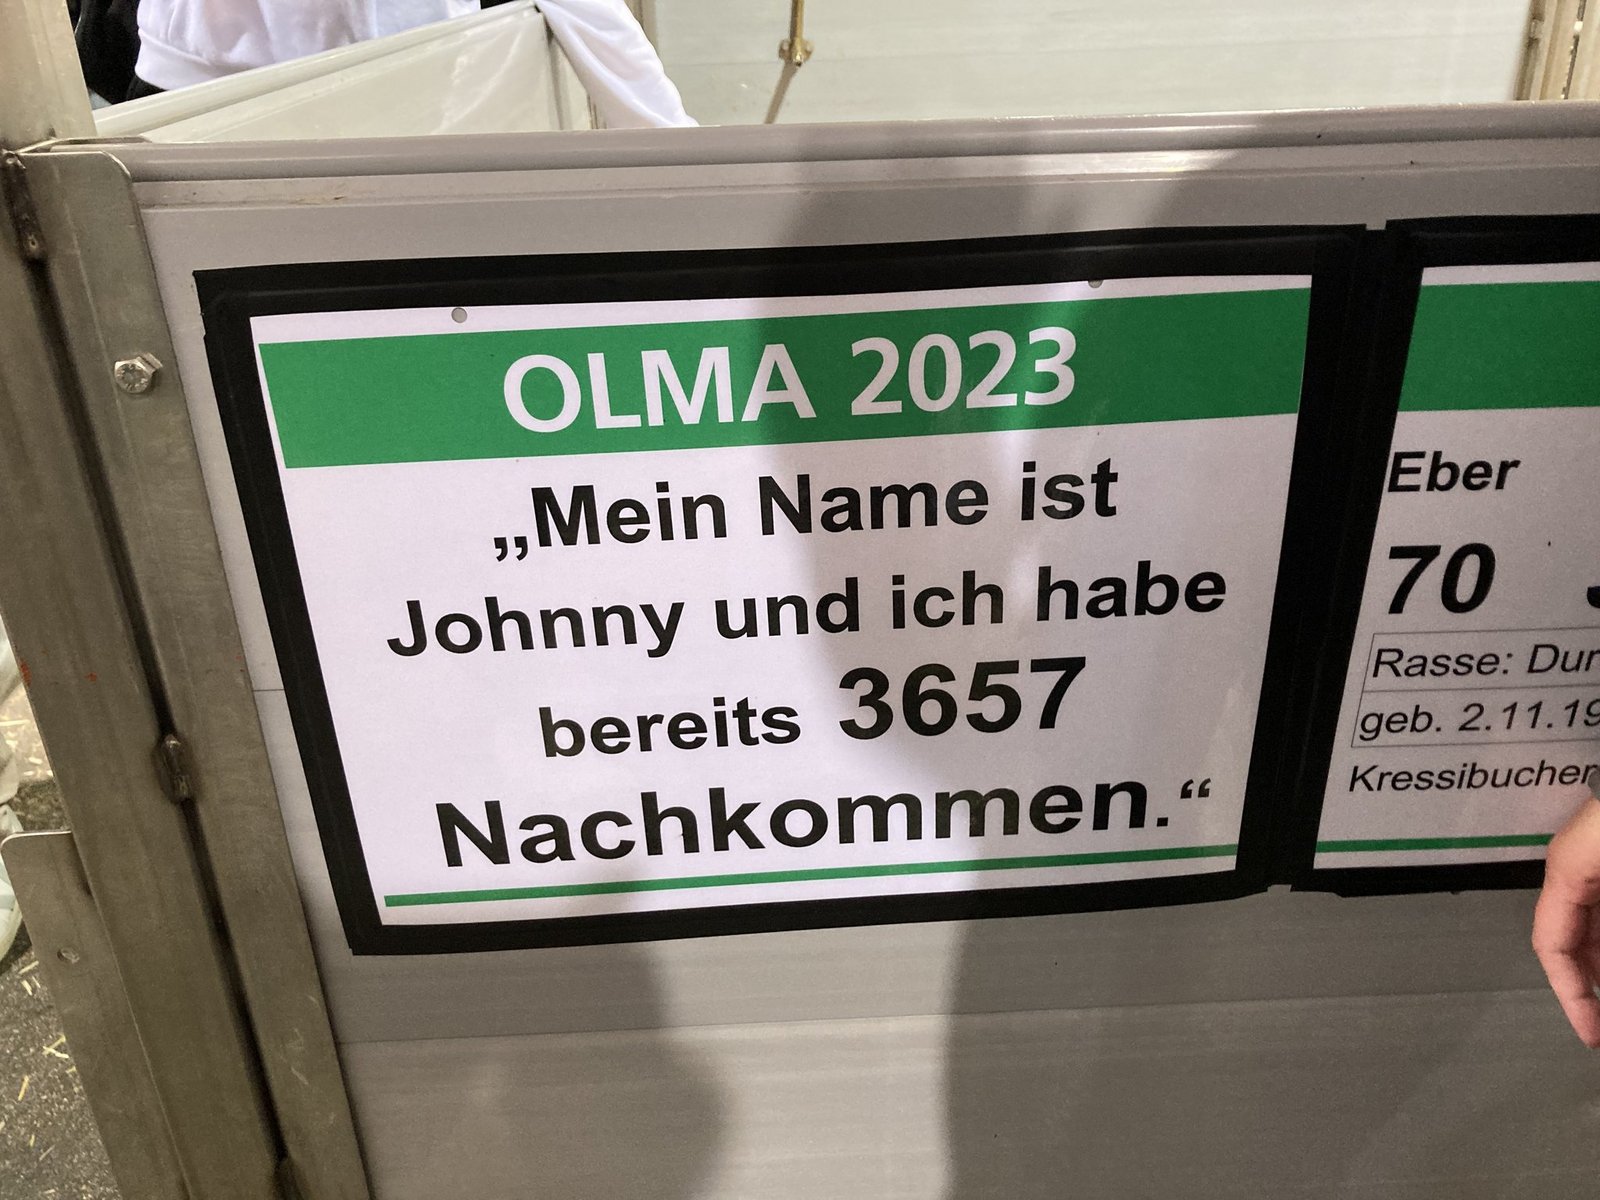 OLMA 2023
„Mein Name ist
Johnny und ich habe
bereits 3657
Nachkommen.“
Eber
70
Rasse: Dur
geb. 2.11.19
Kressibucher